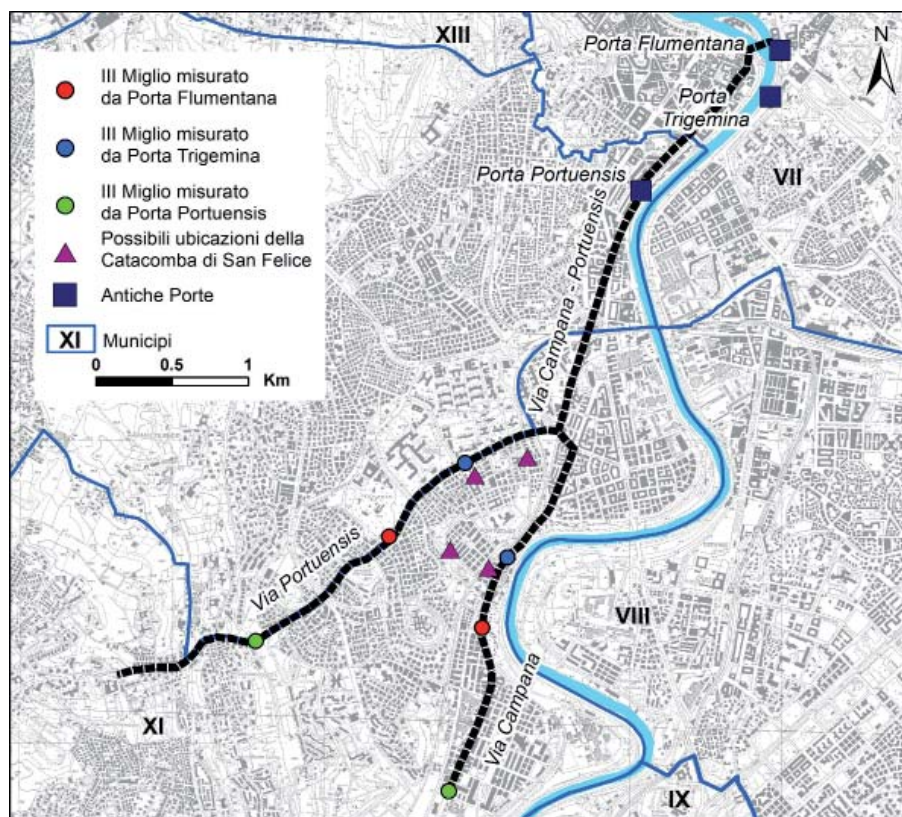 III Miglio misurato
da Porta Flumentana
III Miglio misurato
da Porta Trigemina
III Miglio misurato
da Porta Portuensis
Possibili ubicazioni della
Catacomba di San Felice
Antiche Porte
XI Municipi
0 0.5 1
Km
XIII
Porta Flumentana
N
Porta
Trigemina
Porta Portuensis
VII
Via Campana - Portuensis
Via Portuensis
VIII
Via Campana
XI
IX